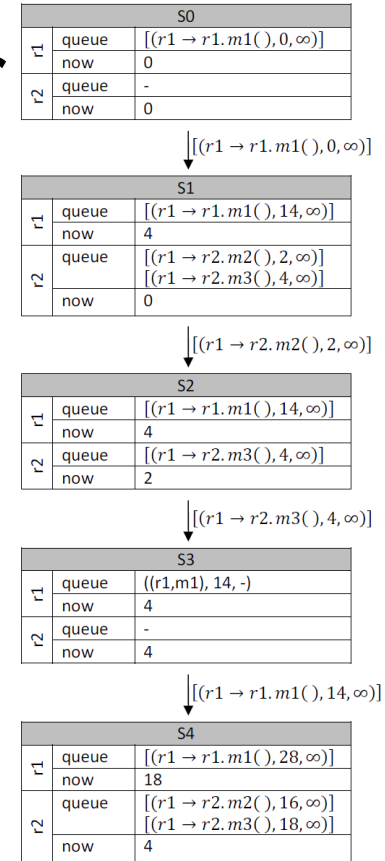 S0
r1
queue [(r1 → r1.m1( ), 0, ∞)]
now 0
r2
queue -
now 0
[(r1 → r1.m1( ), 0, ∞)]
S1
r1
queue [(r1 → r1.m1( ), 14, ∞)]
now 4
r2
queue [(r1 → r2.m2( ), 2, ∞)]
[(r1 → r2.m3( ), 4, ∞)]
now 0
[(r1 → r2.m2( ), 2, ∞)]
S2
r1
queue [(r1 → r1.m1( ), 14, ∞)]
now 4
r2
queue [(r1 → r2.m3( ), 4, ∞)]
now 2
[(r1 → r2.m3( ), 4, ∞)]
S3
r1
queue ((r1,m1), 14, -)
now 4
r2
queue -
now 4
[(r1 → r1.m1( ), 14, ∞)]
S4
r1
queue [(r1 → r1.m1( ), 28, ∞)]
now 18
r2
queue [(r1 → r2.m2( ), 16, ∞)]
[(r1 → r2.m3( ), 18, ∞)]
now 4